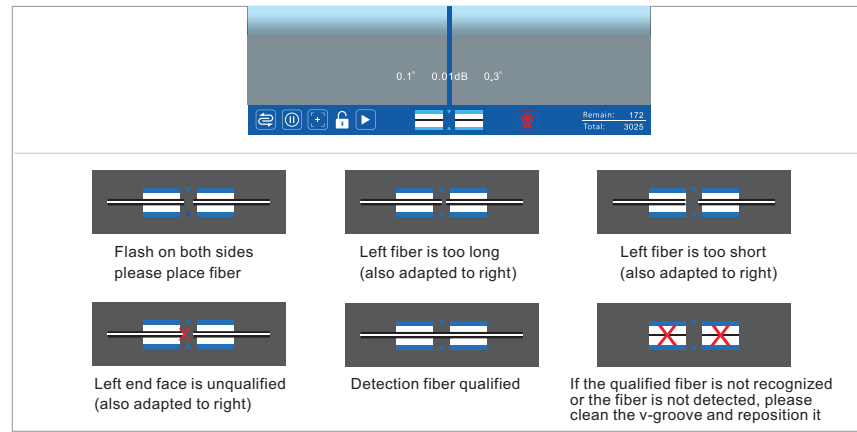 0.1° 0.01dB 0.3°
Remain: 172
Total: 3025
Flash on both sides
please place fiber
Left fiber is too long
(also adapted to right)
Left fiber is too short
(also adapted to right)
Left end face is unqualified
(also adapted to right)
Detection fiber qualified
If the qualified fiber is not recognized
or the fiber is not detected, please
clean the v-groove and reposition it